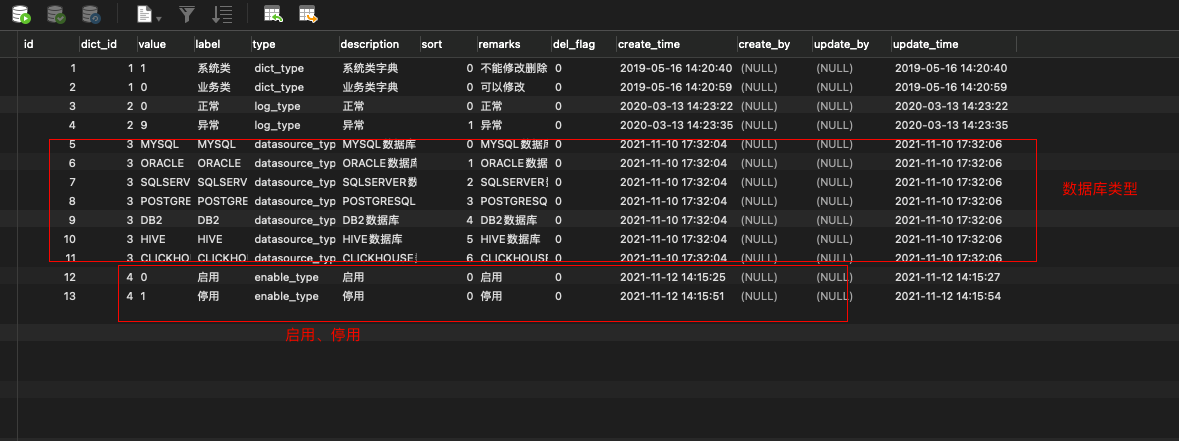 id dict_id value label type description sort remarks del_flag create_time create_by update_by update_time
1 1 1 系统类 dict_type 系统类字典 0 不能修改删除 0 2019-05-16 14:20:40 (NULL) (NULL) 2019-05-16 14:20:40
2 1 0 业务类 dict_type 业务类字典 0 可以修改 0 2019-05-16 14:20:59 (NULL) (NULL) 2019-05-16 14:20:59
3 2 0 正常 log_type 正常 0 正常 0 2020-03-13 14:23:22 (NULL) (NULL) 2020-03-13 14:23:22
4 2 9 异常 log_type 异常 1 异常 0 2020-03-13 14:23:35 (NULL) (NULL) 2020-03-13 14:23:35
5 3 MYSQL MYSQL datasource_typ MYSQL数据库 0 MYSQL数据 0 2021-11-10 17:32:04 (NULL) (NULL) 2021-11-10 17:32:06
6 3 ORACLE ORACLE datasource_typ ORACLE数据库 1 ORACLE数据 0 2021-11-10 17:32:04 (NULL) (NULL) 2021-11-10 17:32:06
7 3 SQLSERV SQLSERV datasource_typ SQLSERVER数 2 SQLSERVER 0 2021-11-10 17:32:04 (NULL) (NULL) 2021-11-10 17:32:06
数据库类型
8 3 POSTGRE POSTGRE datasource_typ POSTGRESQL 3 POSTGRESQ 0 2021-11-10 17:32:04 (NULL) (NULL) 2021-11-10 17:32:06
9 3 DB2 DB2 datasource_typ DB2数据库 4 DB2数据库 0 2021-11-10 17:32:04 (NULL) (NULL) 2021-11-10 17:32:06
10 3 HIVE HIVE datasource_typ HIVE数据库 5 HIVE数据库 0 2021-11-10 17:32:04 (NULL) (NULL) 2021-11-10 17:32:06
11 3 CLICKHO CLICKHO datasource_typ CLICKHOUSE 6 CLICKHOUSE 0 2021-11-10 17:32:04 (NULL) (NULL) 2021-11-10 17:32:06
12 4 0 启用 enable_type 启用 0 启用 0 2021-11-12 14:15:25 (NULL) (NULL) 2021-11-12 14:15:27
13 4 1 停用 enable_type 停用 0 停用 0 2021-11-12 14:15:51 (NULL) (NULL) 2021-11-12 14:15:54
启用、停用